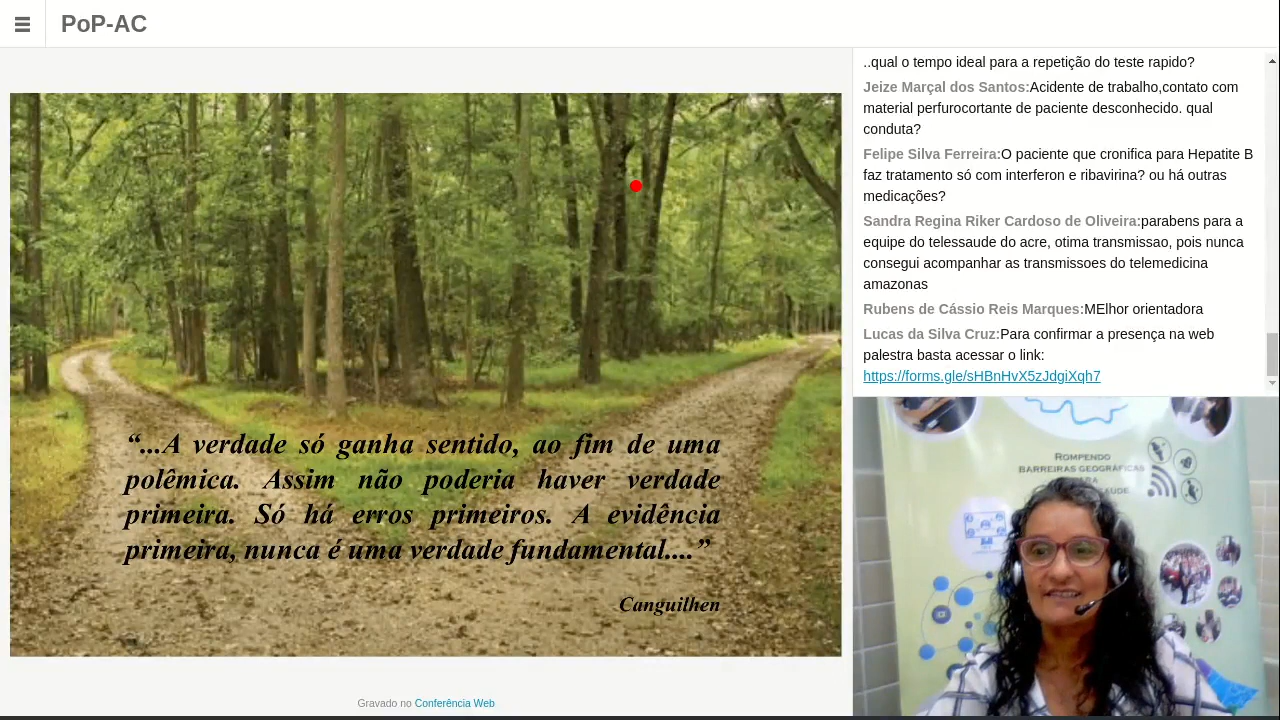 PoP-AC
“...A verdade só ganha sentido, ao fim de uma
polêmica. Assim não poderia haver verdade
primeira. Só há erros primeiros. A evidência
primeira, nunca é uma verdade fundamental....”
Canguilhen
Gravado no Conferência Web
..qual o tempo ideal para a repetição do teste rapido?
Jeize Marçal dos Santos:Acidente de trabalho,contato com
material perfurocortante de paciente desconhecido. qual
conduta?
Felipe Silva Ferreira:O paciente que cronifica para Hepatite B
faz tratamento só com interferon e ribavirina? ou há outras
medicações?
Sandra Regina Riker Cardoso de Oliveira:parabens para a
equipe do telessaude do acre, otima transmissao, pois nunca
consegui acompanhar as transmissoes do telemedicina
amazonas
Rubens de Cássio Reis Marques:MElhor orientadora
Lucas da Silva Cruz:Para confirmar a presença na web
palestra basta acessar o link:
https://forms.gle/sHBnHvX5zJdgiXqh7
ROMPENDO
BARREIRAS GEOGRÁFICAS